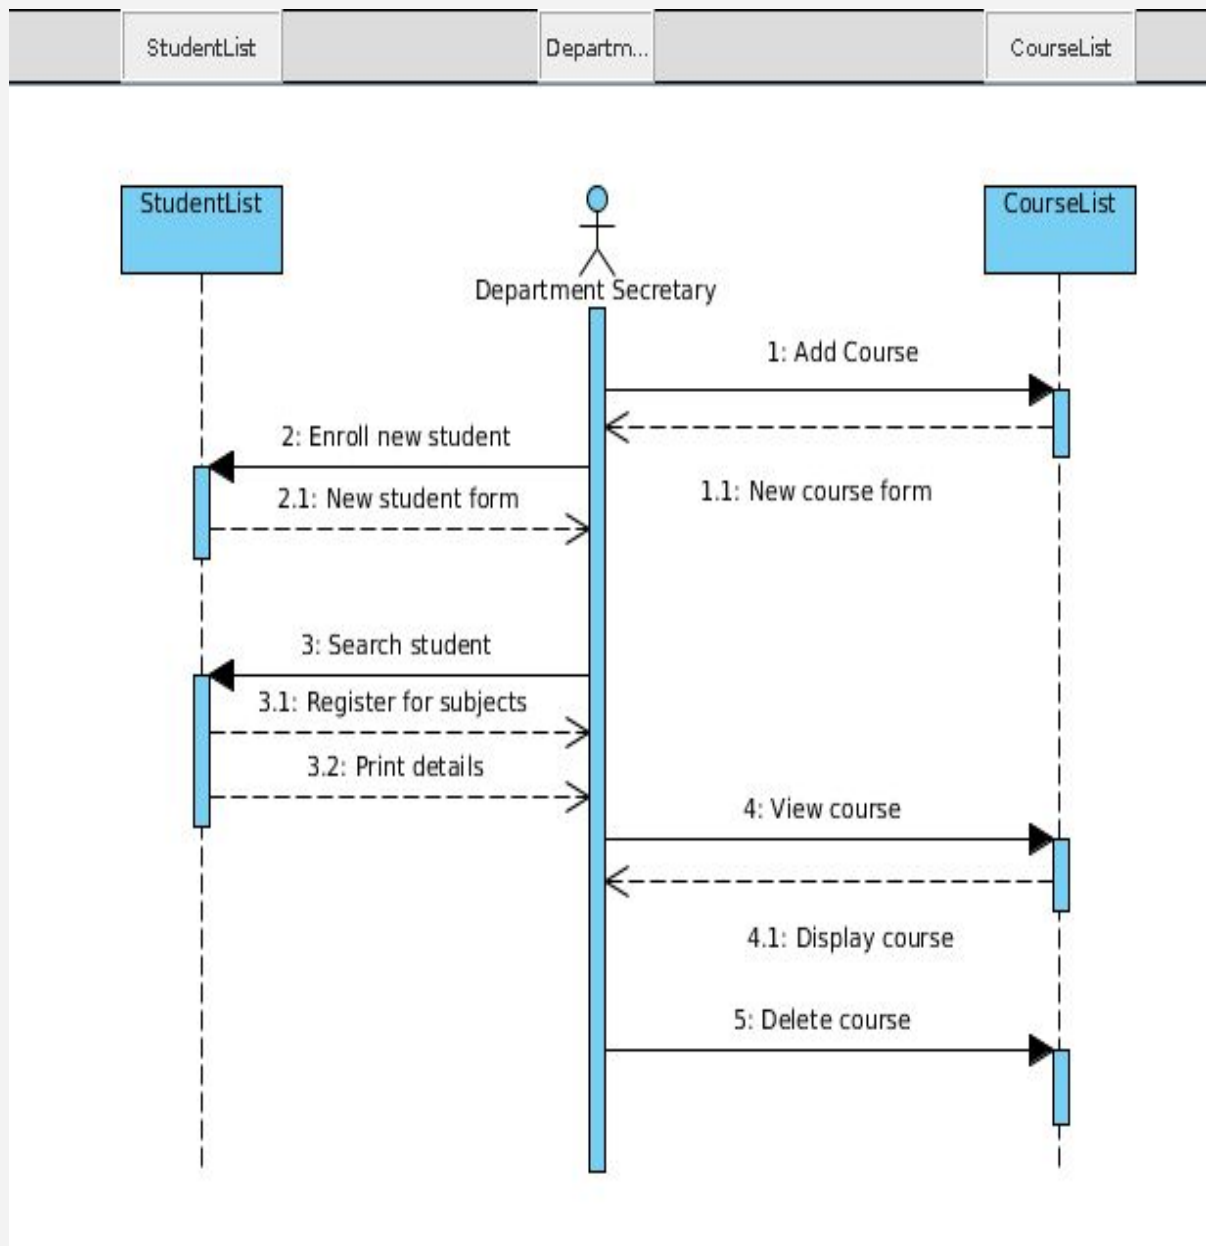 StudentList
Departm...
CourseList
StudentList
CourseList
Department Secretary
1: Add Course
2: Enroll new student
1.1: New course form
2.1: New student form
3: Search student
3.1: Register for subjects
3.2: Print details
4: View course
4.1: Display course
5: Delete course